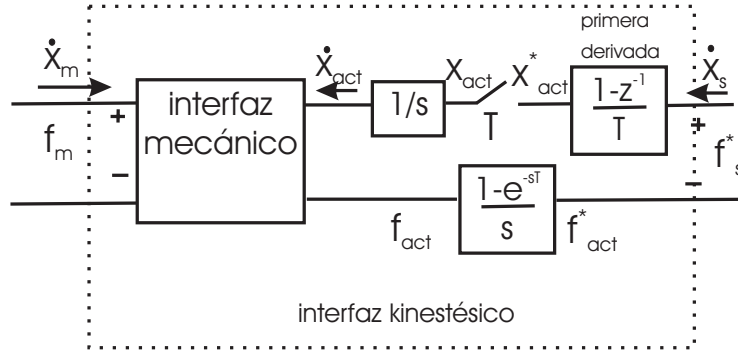 primera
derivada
Ẋm
Ẋact
Xact
X*act
Ẋs
interfaz
mecánico
1/s
T
1-z⁻¹
T
+
fm
−
+
f*s
−
fact
1-e⁻ˢᵀ
s
f*act
interfaz kinestésico